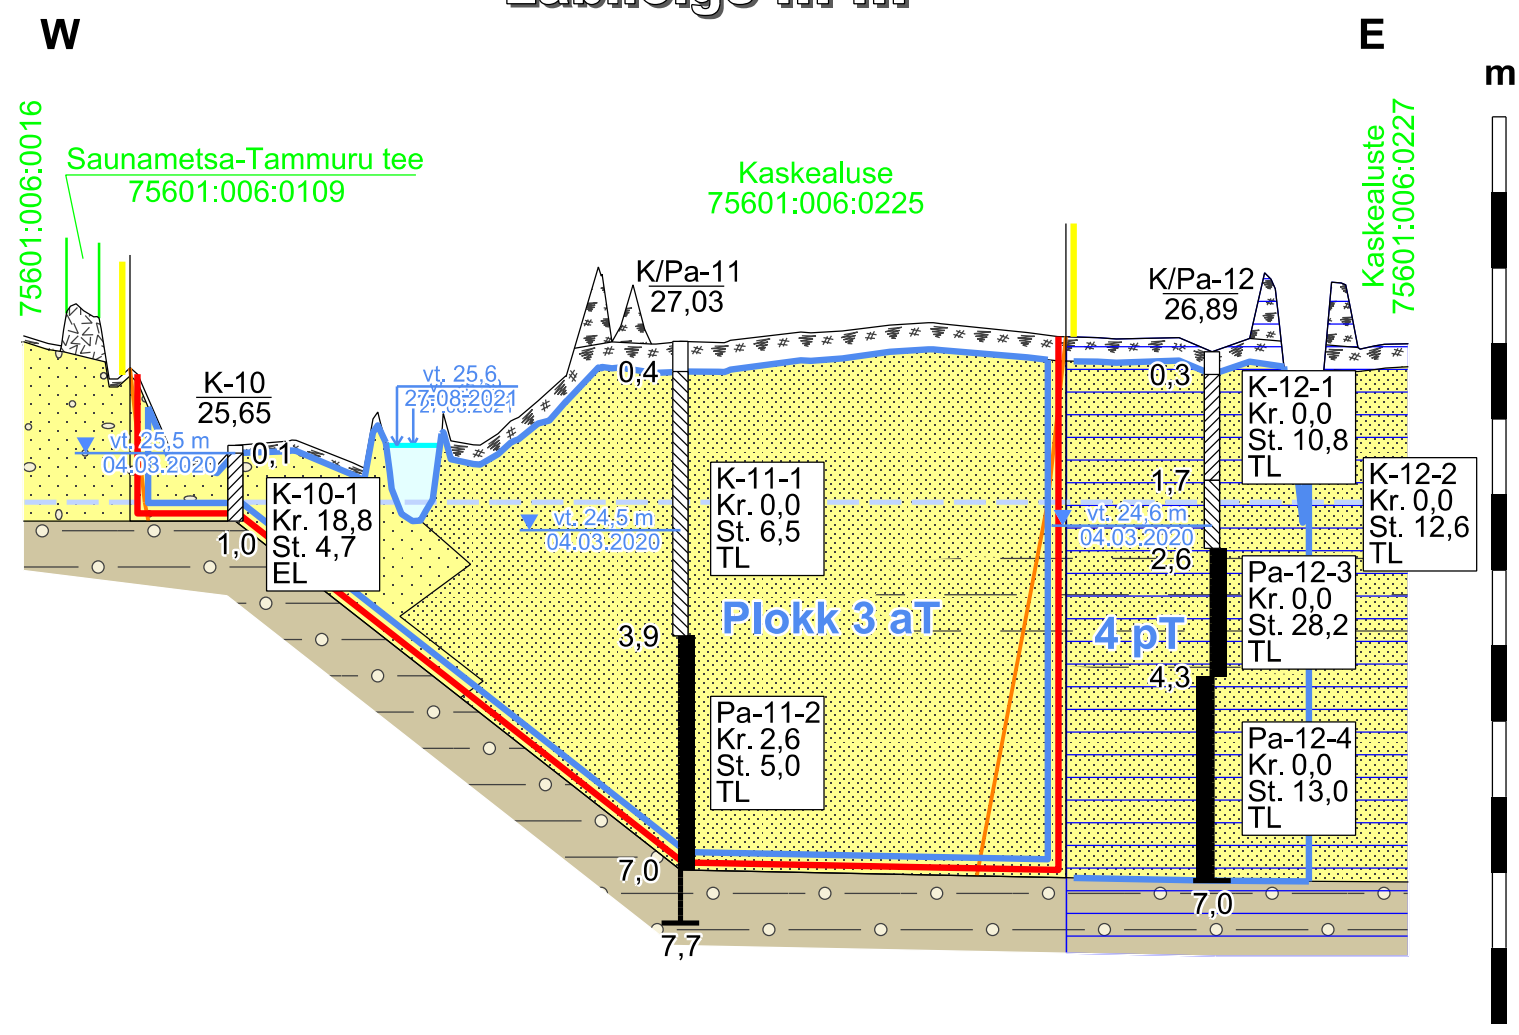 W
E
m
75601:006:0016
Saunametsa-Tammuru tee
75601:006:0109
Kaskealuse
75601:006:0225
Kaskealuste
75601:006:0227
K/Pa-11
27,03
K/Pa-12
26,89
K-10
25,65
vt. 25,6,
27.08.2021
vt. 25,5 m
04.03.2020
0,1
1,0
K-10-1
Kr. 18,8
St. 4,7
EL
0,4
3,9
7,0
7,7
vt. 24,5 m
04.03.2020
K-11-1
Kr. 0,0
St. 6,5
TL
Plokk 3 aT
Pa-11-2
Kr. 2,6
St. 5,0
TL
4 pT
vt. 24,6 m
04.03.2020
0,3
1,7
2,6
4,3
7,0
K-12-1
Kr. 0,0
St. 10,8
TL
K-12-2
Kr. 0,0
St. 12,6
TL
Pa-12-3
Kr. 0,0
St. 28,2
TL
Pa-12-4
Kr. 0,0
St. 13,0
TL